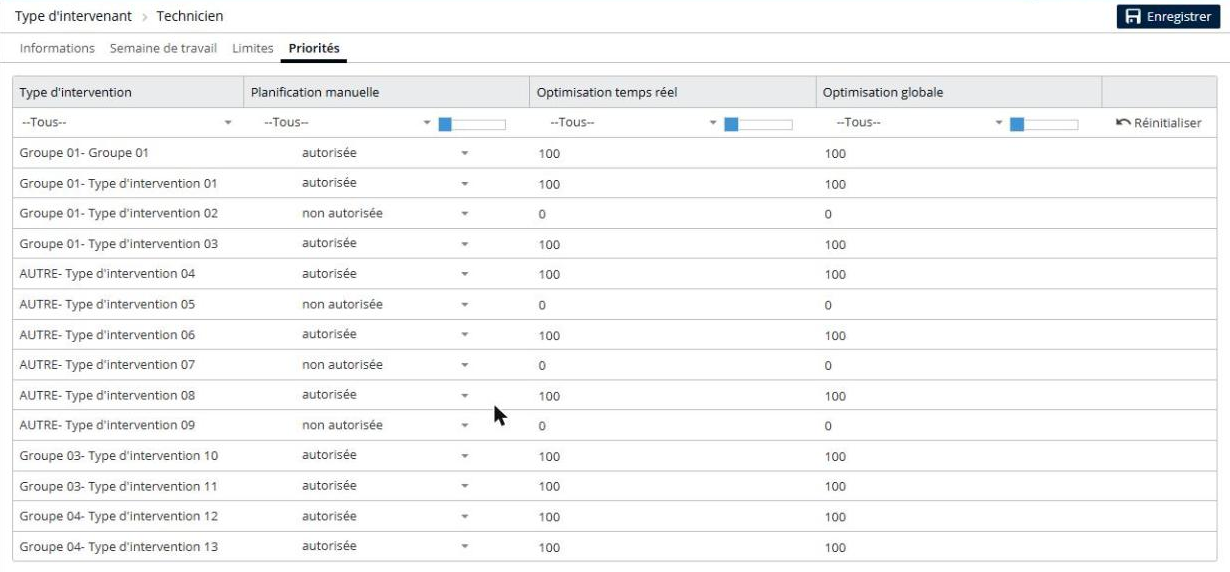 Type d'intervenant > Technicien Enregistrer
Informations Semaine de travail Limites Priorités
Type d'intervention Planification manuelle Optimisation temps réel Optimisation globale
--Tous-- --Tous-- --Tous-- --Tous-- Réinitialiser
Groupe 01- Groupe 01 autorisée 100 100
Groupe 01- Type d'intervention 01 autorisée 100 100
Groupe 01- Type d'intervention 02 non autorisée 0 0
Groupe 01- Type d'intervention 03 autorisée 100 100
AUTRE- Type d'intervention 04 autorisée 100 100
AUTRE- Type d'intervention 05 non autorisée 0 0
AUTRE- Type d'intervention 06 autorisée 100 100
AUTRE- Type d'intervention 07 non autorisée 0 0
AUTRE- Type d'intervention 08 autorisée 100 100
AUTRE- Type d'intervention 09 non autorisée 0 0
Groupe 03- Type d'intervention 10 autorisée 100 100
Groupe 03- Type d'intervention 11 autorisée 100 100
Groupe 04- Type d'intervention 12 autorisée 100 100
Groupe 04- Type d'intervention 13 autorisée 100 100